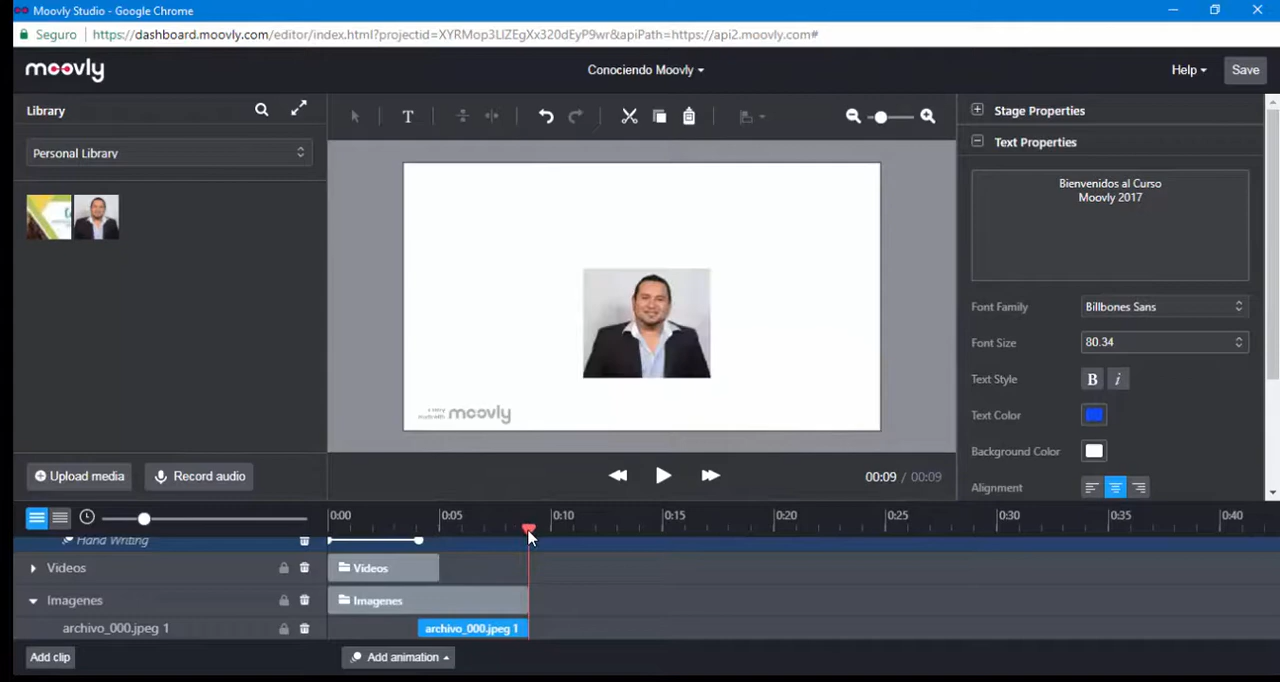 Moovly Studio - Google Chrome
Seguro https://dashboard.moovly.com/editor/index.html?projectid=XYRMop3LlZEgXx320dEyP9wr&apiPath=https://api2.moovly.com#
moovly Conociendo Moovly Help Save
Library
Personal Library
Upload media Record audio
T
moovly
00:09 / 00:09
Stage Properties
Text Properties
Bienvenidos al Curso
Moovly 2017
Font Family Billbones Sans
Font Size 80.34
Text Style B i
Text Color
Background Color
Alignment
0:00 0:05 0:10 0:15 0:20 0:25 0:30 0:35 0:40
Hand Writing
Videos Videos
Imagenes Imagenes
archivo_000.jpeg 1 archivo_000.jpeg 1
Add clip Add animation